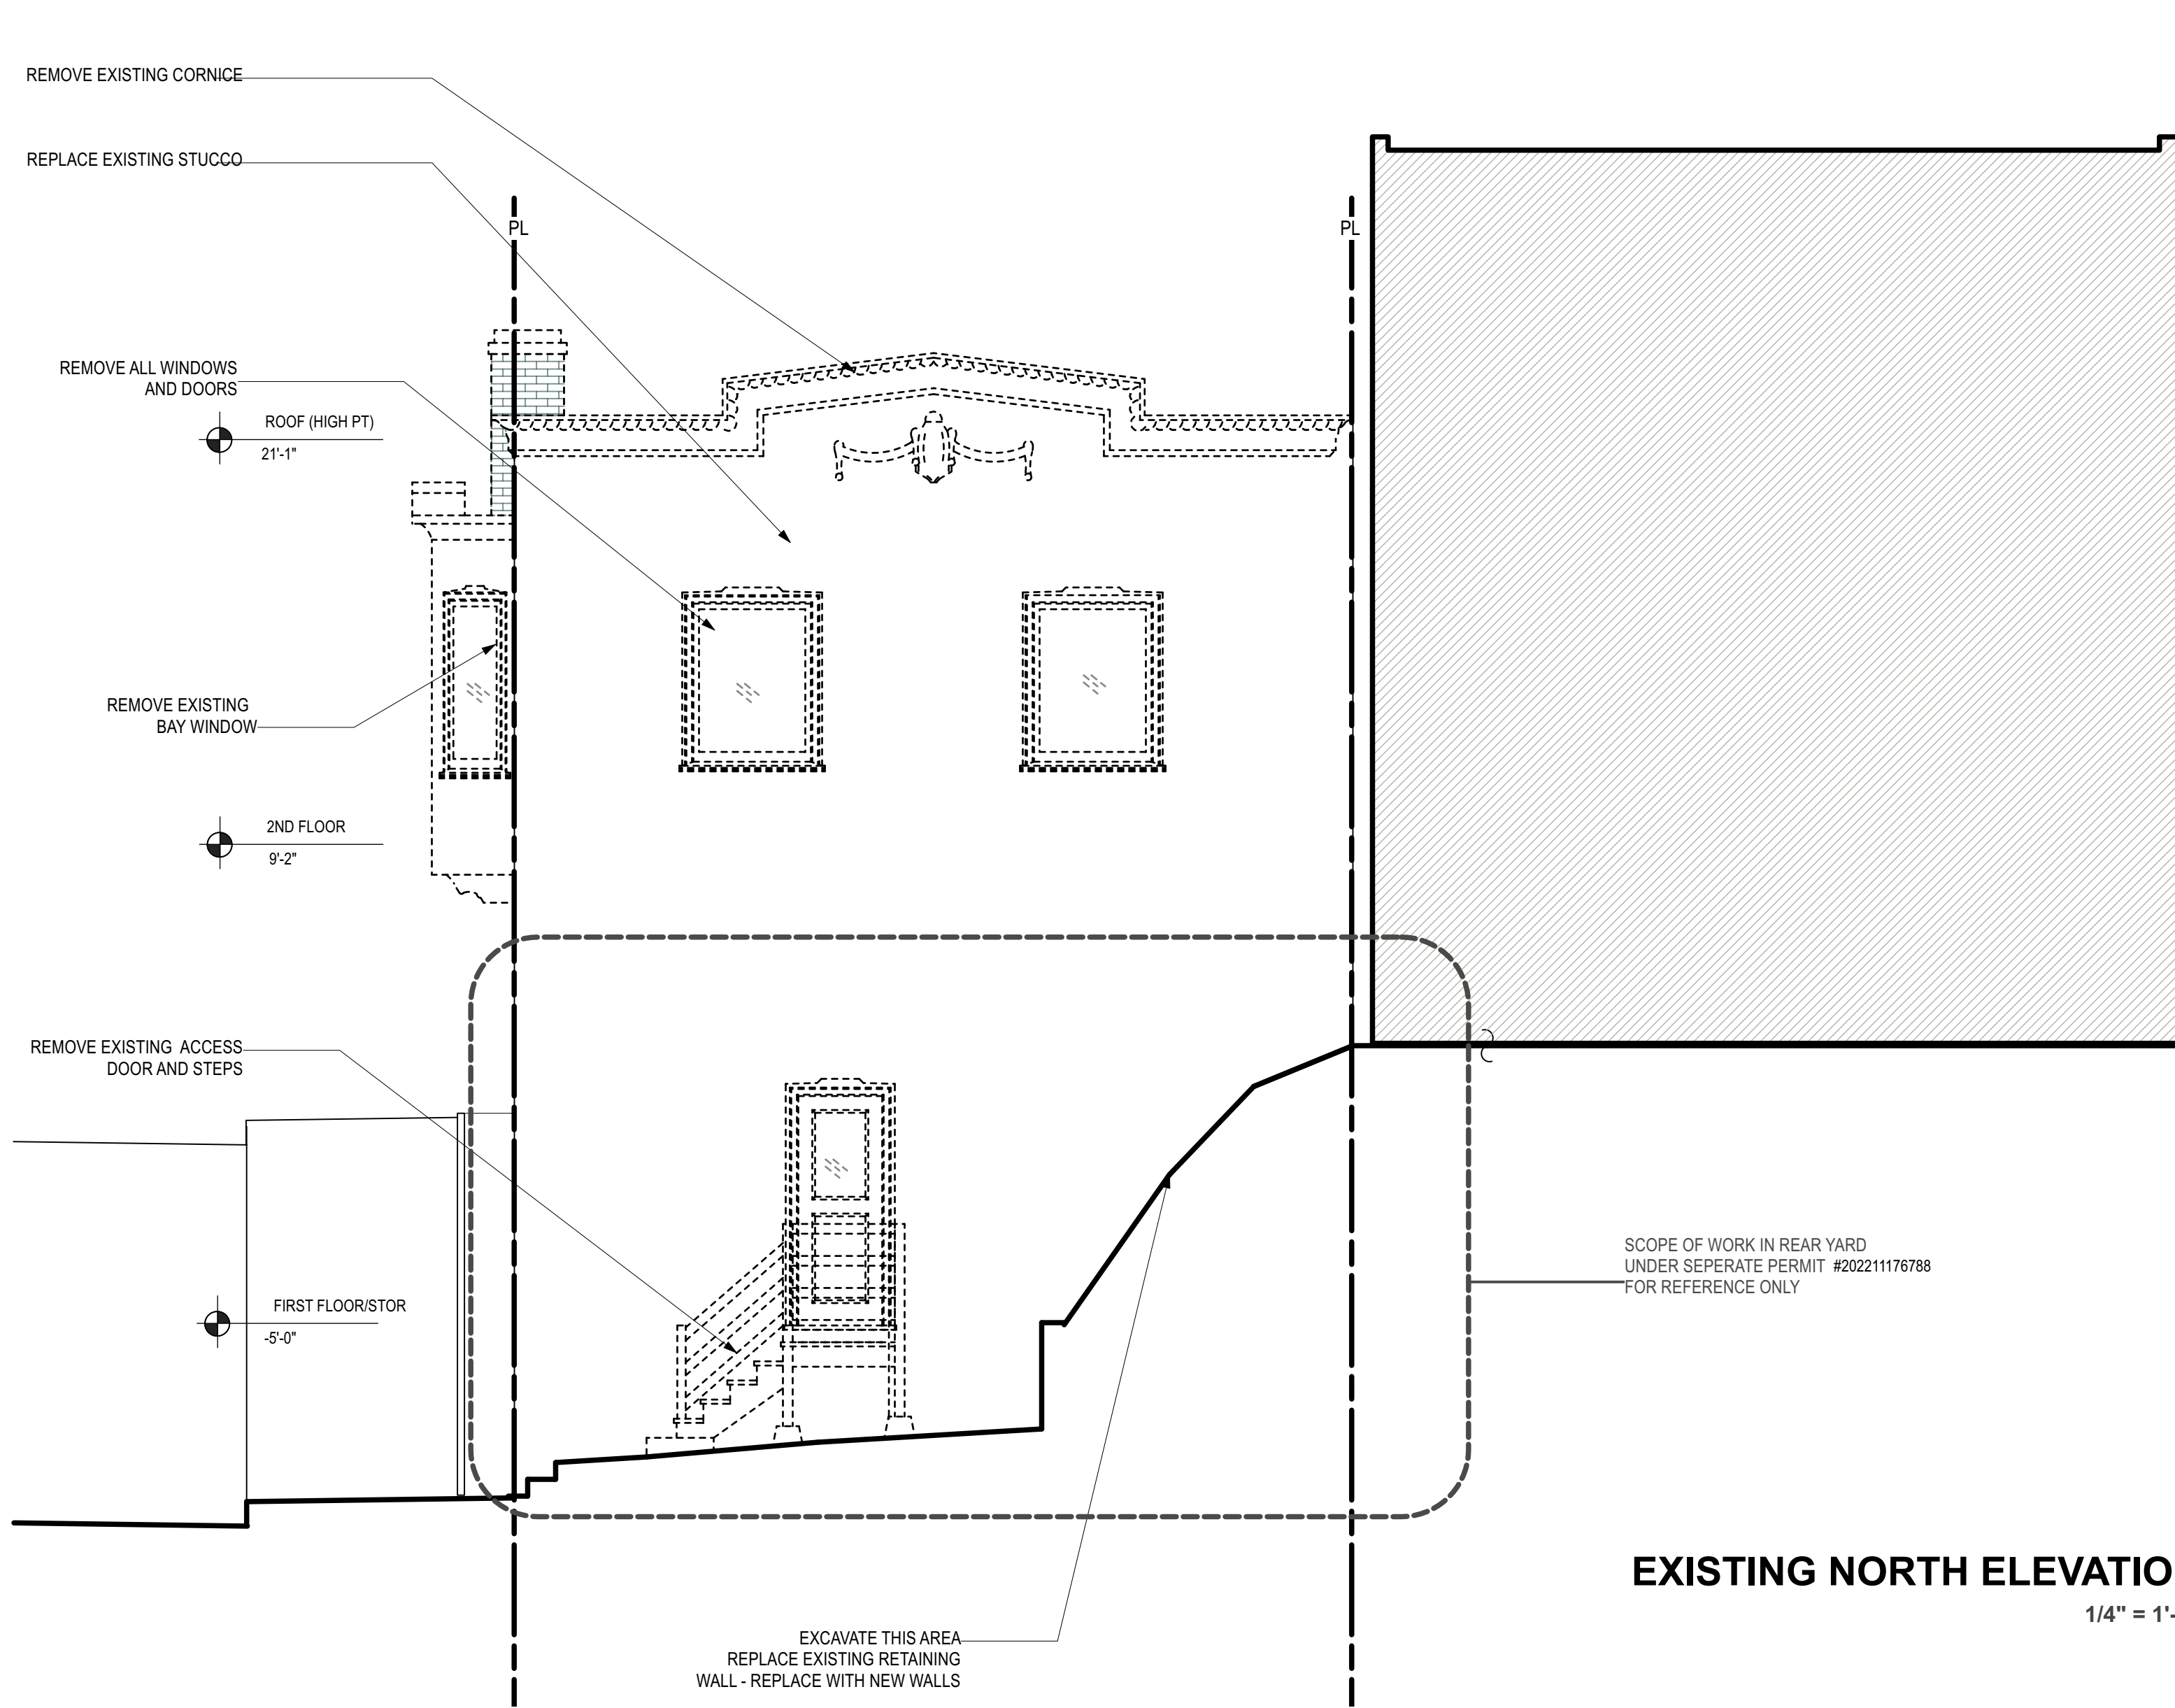 REMOVE EXISTING CORNICE
REPLACE EXISTING STUCCO
PL
PL
REMOVE ALL WINDOWS
AND DOORS
ROOF (HIGH PT)
21'-1"
REMOVE EXISTING
BAY WINDOW
2ND FLOOR
9'-2"
REMOVE EXISTING ACCESS
DOOR AND STEPS
SCOPE OF WORK IN REAR YARD
UNDER SEPERATE PERMIT #202211176788
FOR REFERENCE ONLY
FIRST FLOOR/STOR
-5'-0"
EXISTING NORTH ELEVATIO
1/4" = 1'-
EXCAVATE THIS AREA
REPLACE EXISTING RETAINING
WALL - REPLACE WITH NEW WALLS